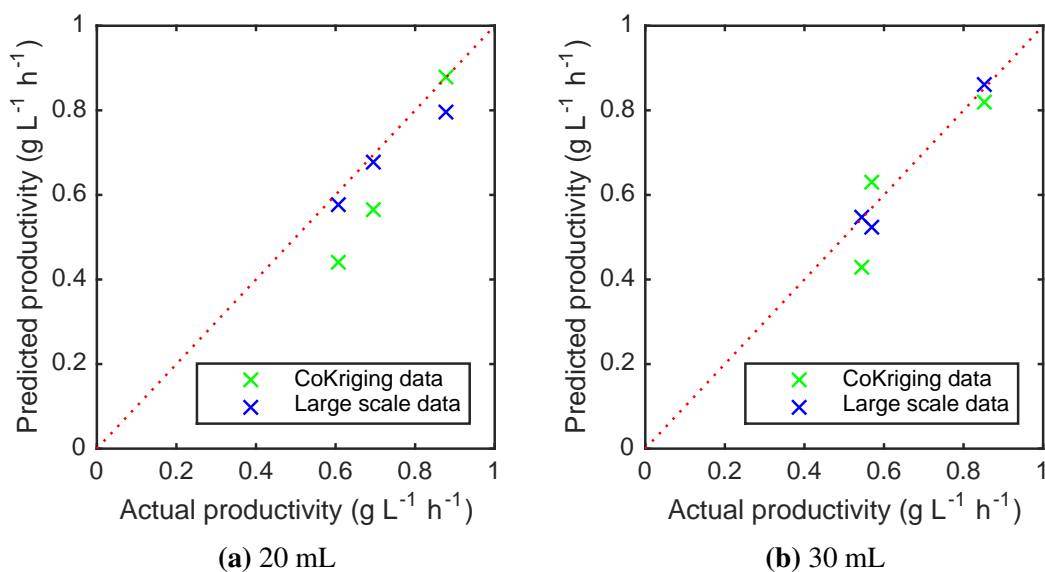 1
0.8
0.6
0.4
0.2
0
Predicted productivity (g L⁻¹ h⁻¹)
CoKriging data
Large scale data
0 0.2 0.4 0.6 0.8 1
Actual productivity (g L⁻¹ h⁻¹)
(a) 20 mL
1
0.8
0.6
0.4
0.2
0
Predicted productivity (g L⁻¹ h⁻¹)
CoKriging data
Large scale data
0 0.2 0.4 0.6 0.8 1
Actual productivity (g L⁻¹ h⁻¹)
(b) 30 mL